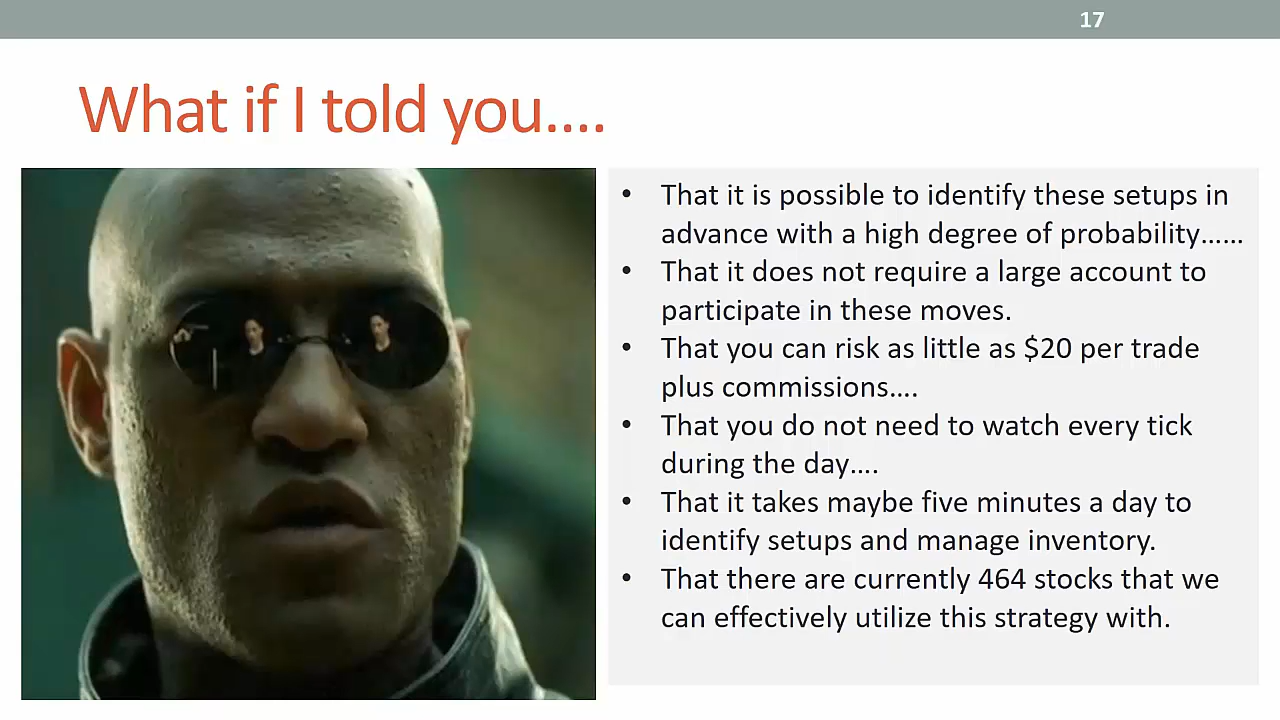 17
What if I told you....
• That it is possible to identify these setups in
advance with a high degree of probability......
• That it does not require a large account to
participate in these moves.
• That you can risk as little as $20 per trade
plus commissions....
• That you do not need to watch every tick
during the day....
• That it takes maybe five minutes a day to
identify setups and manage inventory.
• That there are currently 464 stocks that we
can effectively utilize this strategy with.